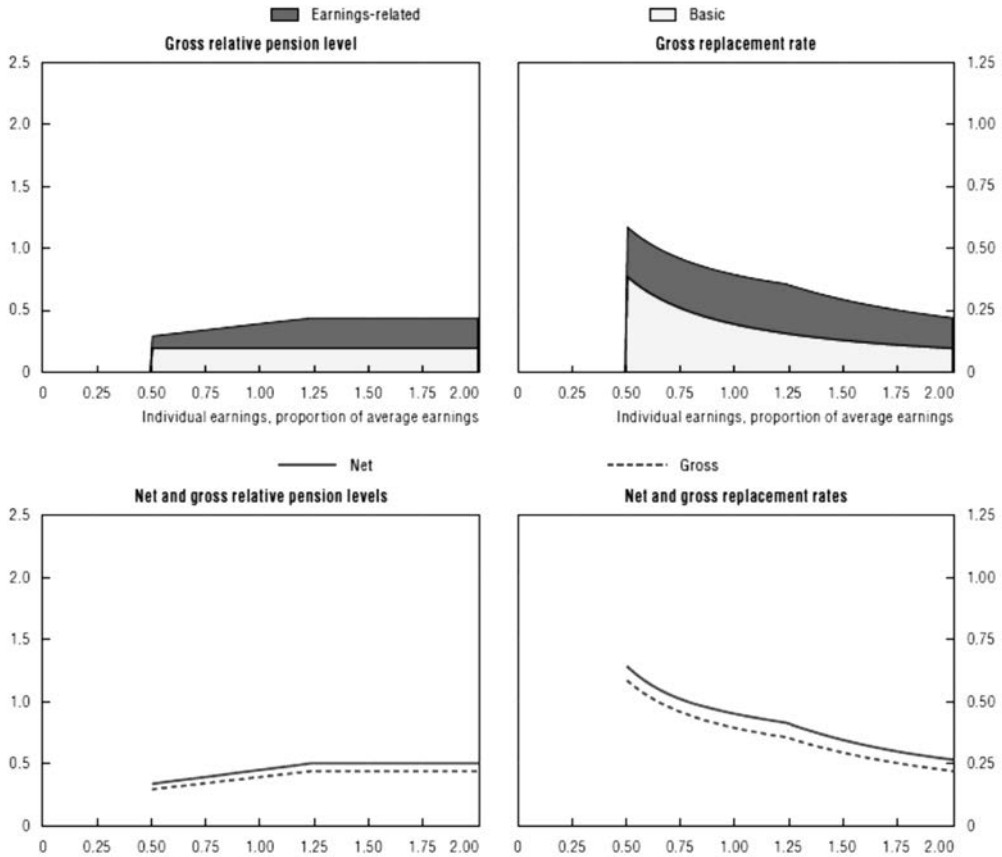 Earnings-related Basic
Gross relative pension level Gross replacement rate
2.5 1.25
2.0 1.00
1.5 0.75
1.0 0.50
0.5 0.25
0 0
0 0.25 0.50 0.75 1.00 1.25 1.50 1.75 2.00 0 0.25 0.50 0.75 1.00 1.25 1.50 1.75 2.00
Individual earnings, proportion of average earnings Individual earnings, proportion of average earnings
Net Gross
Net and gross relative pension levels Net and gross replacement rates
2.5 1.25
2.0 1.00
1.5 0.75
1.0 0.50
0.5 0.25
0 0
0 0.25 0.50 0.75 1.00 1.25 1.50 1.75 2.00 0 0.25 0.50 0.75 1.00 1.25 1.50 1.75 2.00